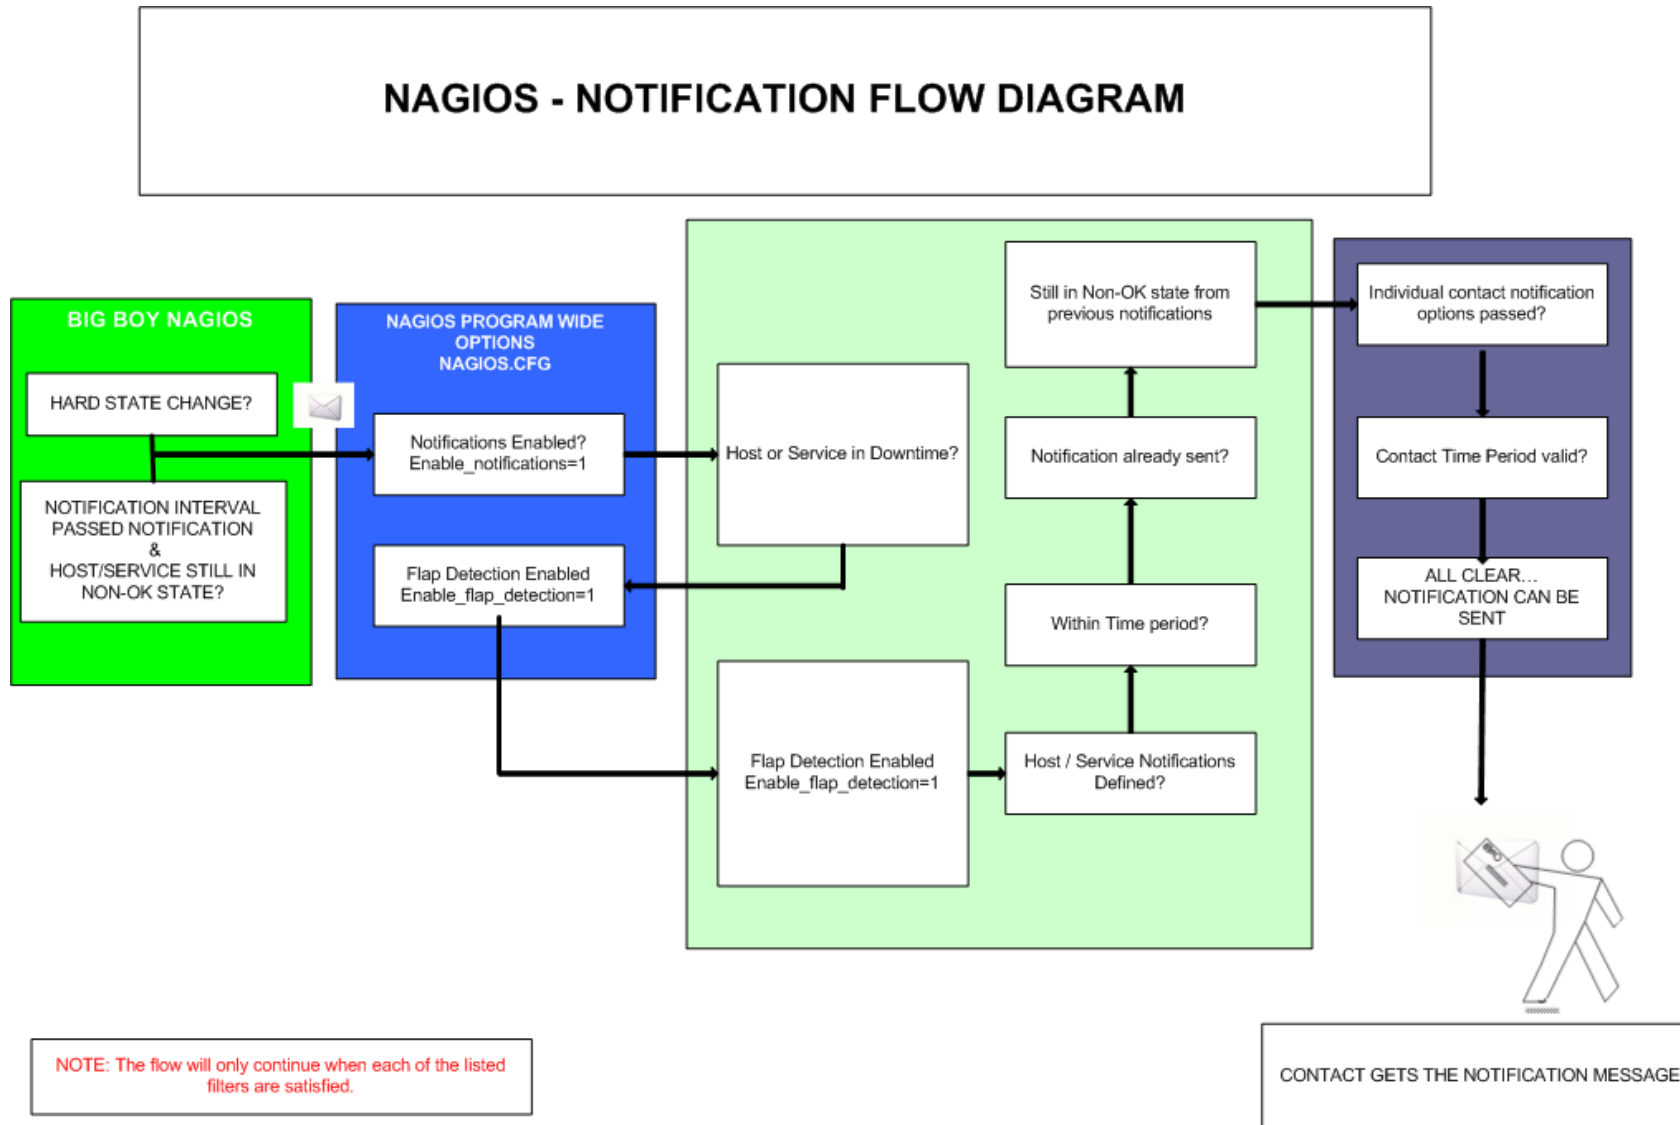 NAGIOS - NOTIFICATION FLOW DIAGRAM
BIG BOY NAGIOS
HARD STATE CHANGE?
NOTIFICATION INTERVAL
PASSED NOTIFICATION
&
HOST/SERVICE STILL IN
NON-OK STATE?
NAGIOS PROGRAM WIDE
OPTIONS
NAGIOS.CFG
Notifications Enabled?
Enable_notifications=1
Flap Detection Enabled
Enable_flap_detection=1
Host or Service in Downtime?
Flap Detection Enabled
Enable_flap_detection=1
Still in Non-OK state from
previous notifications
Notification already sent?
Within Time period?
Host / Service Notifications
Defined?
Individual contact notification
options passed?
Contact Time Period valid?
ALL CLEAR...
NOTIFICATION CAN BE
SENT
NOTE: The flow will only continue when each of the listed
filters are satisfied.
CONTACT GETS THE NOTIFICATION MESSAGE